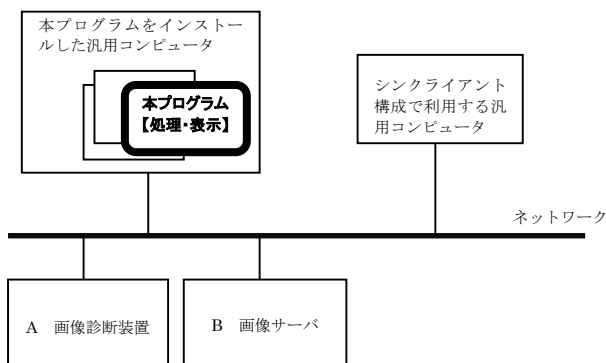 本プログラムをインストー
ルした汎用コンピュータ
本プログラム
【処理・表示】
シンクライアント
構成で利用する汎
用コンピュータ
ネットワーク
A 画像診断装置
B 画像サーバ